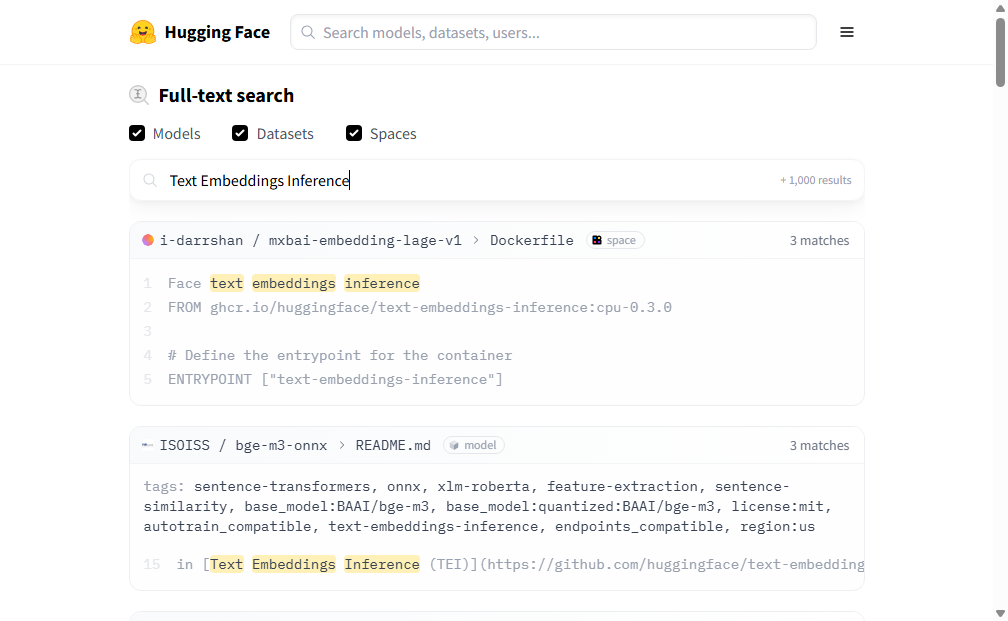 Hugging Face
Search models, datasets, users...
Full-text search
Models Datasets Spaces
Text Embeddings Inference
+ 1,000 results
i-darrshan / mxbai-embedding-lage-v1 > Dockerfile space 3 matches
1 Face text embeddings inference
2 FROM ghcr.io/huggingface/text-embeddings-inference:cpu-0.3.0
3
4 # Define the entrypoint for the container
5 ENTRYPOINT ["text-embeddings-inference"]
ISOISS / bge-m3-onnx > README.md model 3 matches
tags: sentence-transformers, onnx, xlm-roberta, feature-extraction, sentence-
similarity, base_model:BAAI/bge-m3, base_model:quantized:BAAI/bge-m3, license:mit,
autotrain_compatible, text-embeddings-inference, endpoints_compatible, region:us
15 in [Text Embeddings Inference (TEI)](https://github.com/huggingface/text-embedding